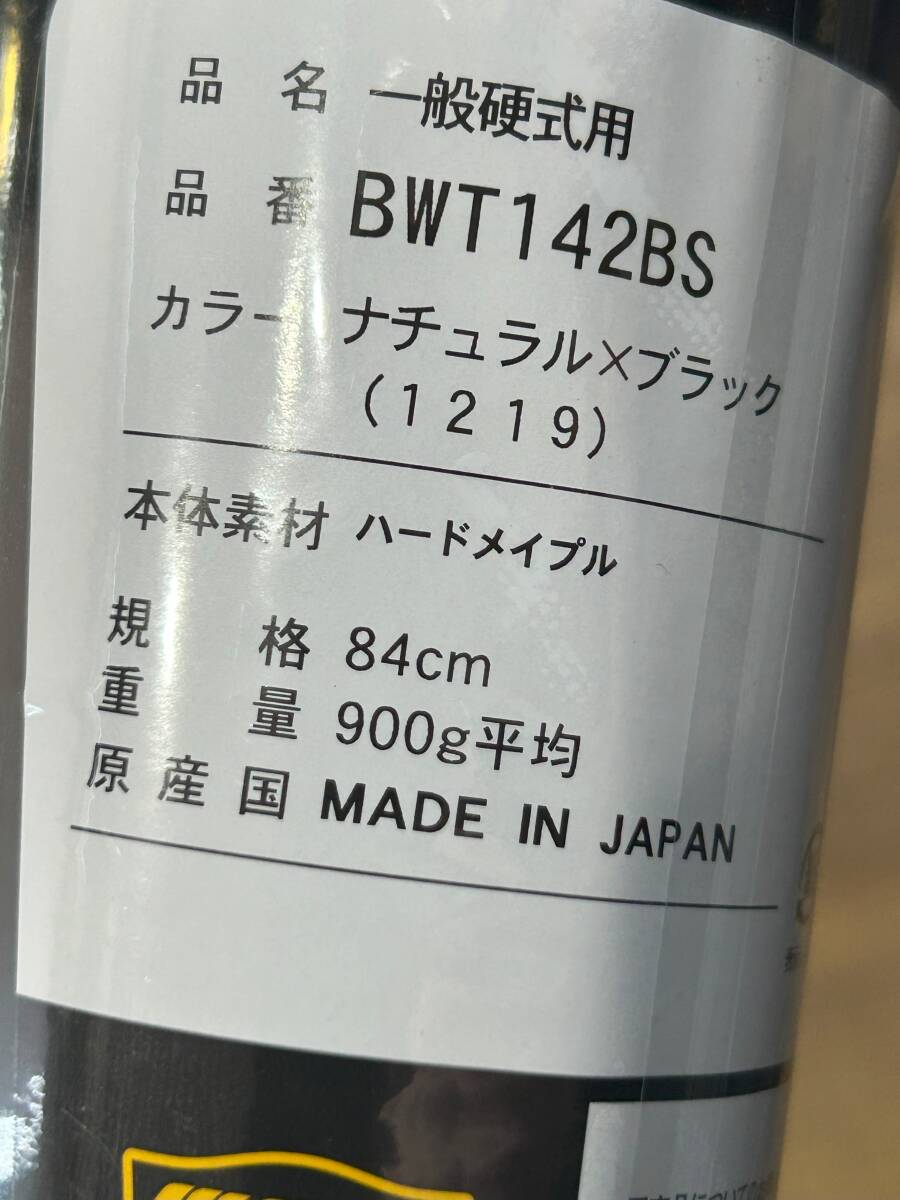 品名 一般硬式用
品番 BWT142BS
カラー ナチュラル×ブラック
(1219)
本体素材 ハードメイプル
規格 84cm
重量 900g平均
原産国 MADE IN JAPAN